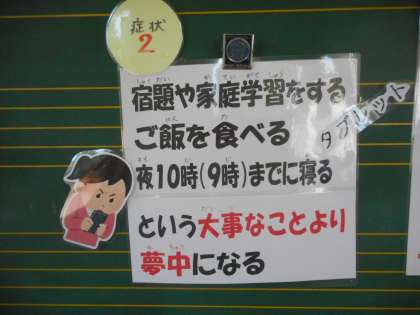 症状
2
宿題や家庭学習をする
ご飯を食べる
夜10時(9時)までに寝る
という大事なことより
夢中になる
タブレット